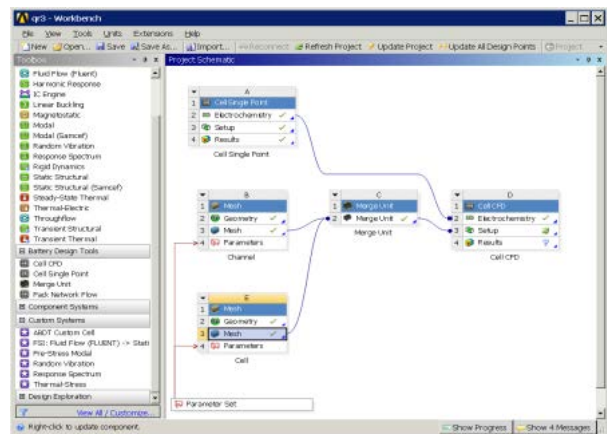 qr3 - Workbench
File View Tools Units Extensions Help
New Open... Save Save As... Import... Reconnect Refresh Project Update Project Update All Design Points Project
Toolbox
Project Schematic
Fluid Flow (Fluent)
Harmonic Response
IC Engine
Linear Buckling
Magnetostatic
Modal
Modal (Samcef)
Random Vibration
Response Spectrum
Rigid Dynamics
Static Structural
Static Structural (Samcef)
Steady-State Thermal
Thermal-Electric
Throughflow
Transient Structural
Transient Thermal
Battery Design Tools
Cell CFD
Cell Single Point
Merge Unit
Pack Network Flow
Component Systems
Custom Systems
ABDT Custom Cell
FSI: Fluid Flow (FLUENT) -> Stati
Pre-Stress Modal
Random Vibration
Response Spectrum
Thermal-Stress
Design Exploration
View All / Customize...
A
1 Cell Single Point
2 Electrochemistry
3 Setup
4 Results
Cell Single Point
B
1 Mesh
2 Geometry
3 Mesh
4 Parameters
Channel
C
1 Merge Unit
2 Merge Unit
Merge Unit
D
1 Cell CFD
2 Electrochemistry
3 Setup
4 Results
Cell CFD
E
1 Mesh
2 Geometry
3 Mesh
4 Parameters
Cell
Parameter Set
Right-click to update component.
Show Progress
Show 4 Messages